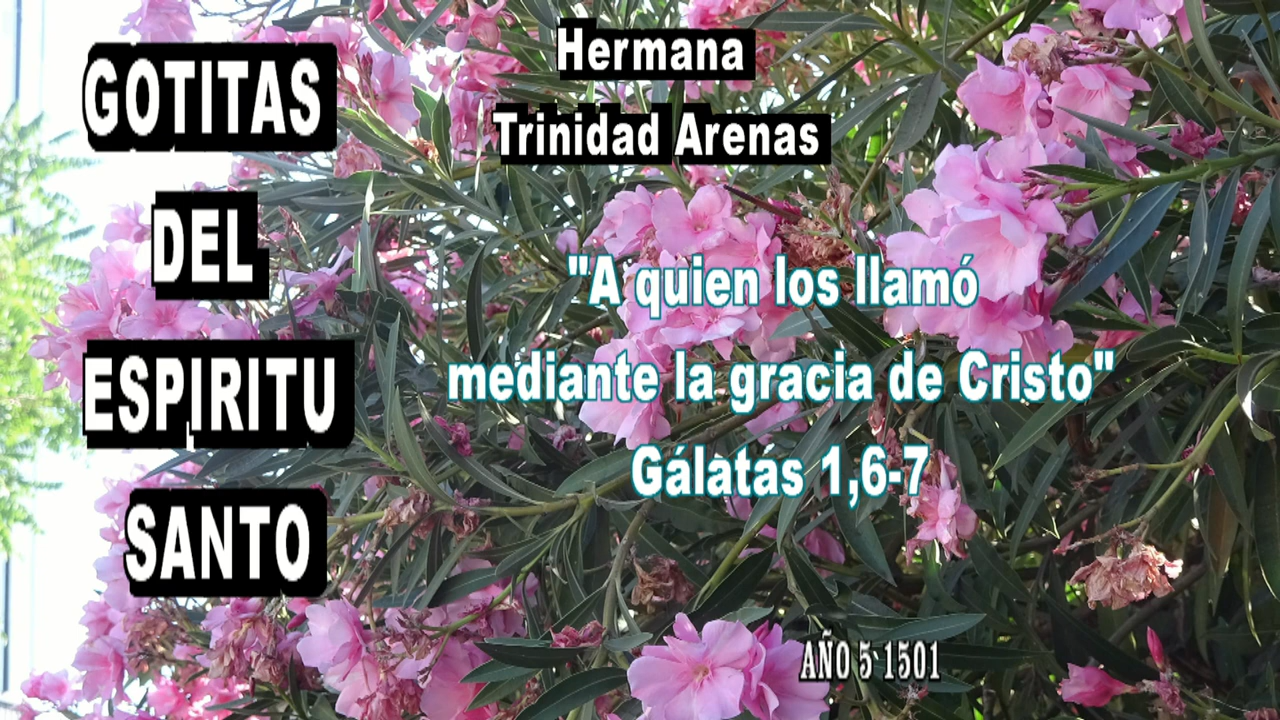 GOTITAS
DEL
ESPIRITU
SANTO
Hermana
Trinidad Arenas
"A quien los llamó
mediante la gracia de Cristo"
Gálatas 1,6-7
AÑO 5 1501